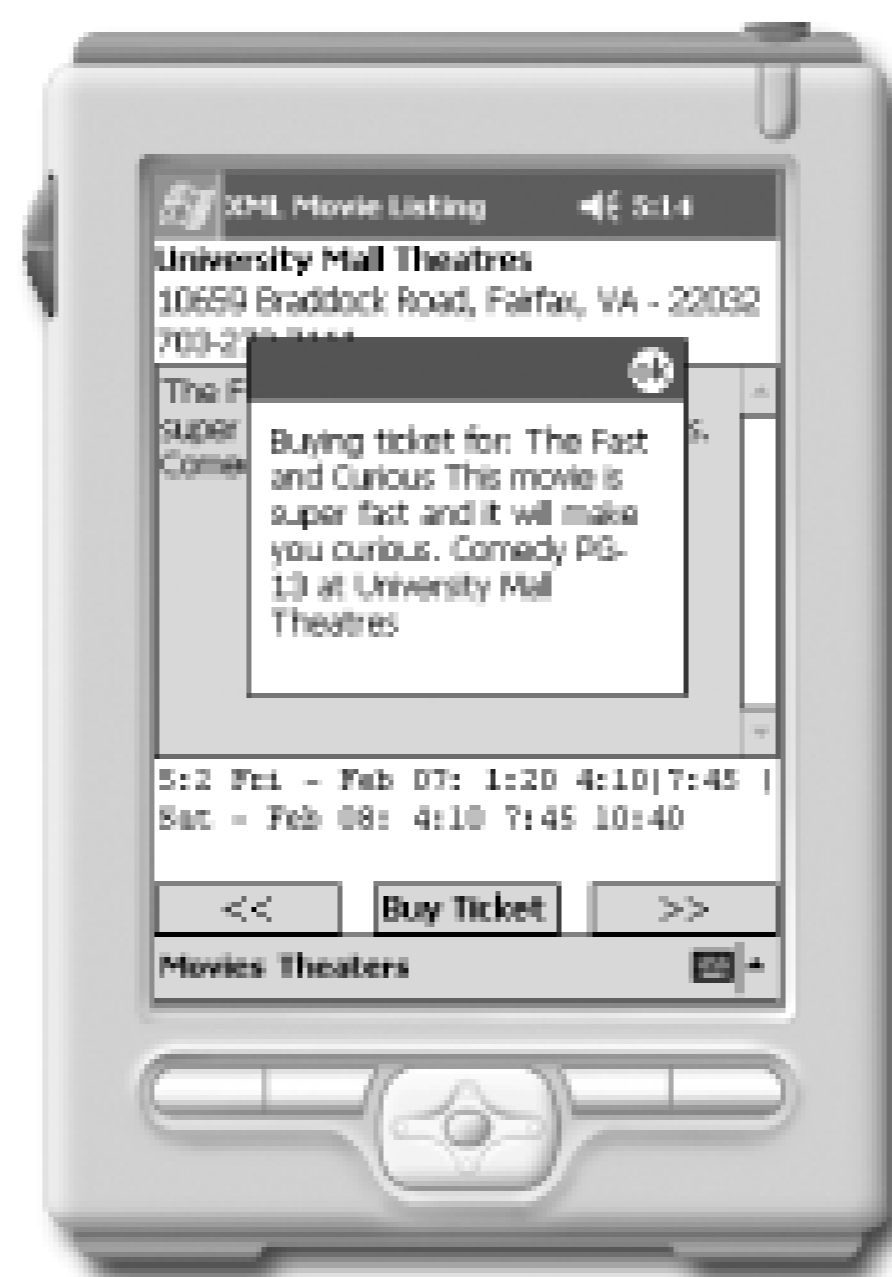 XML Movie Listing 5:14
University Mall Theatres
10659 Braddock Road, Fairfax, VA - 22032
The F
super s.
Come
ok
Buying ticket for: The Fast
and Curious This movie is
super fast and it will make
you curious. Comedy PG-
13 at University Mall
Theatres
5:2 Fri - Feb 07: 1:20 4:10|7:45 |
Sat - Feb 08: 4:10 7:45 10:40
<< Buy Ticket >>
Movies Theaters